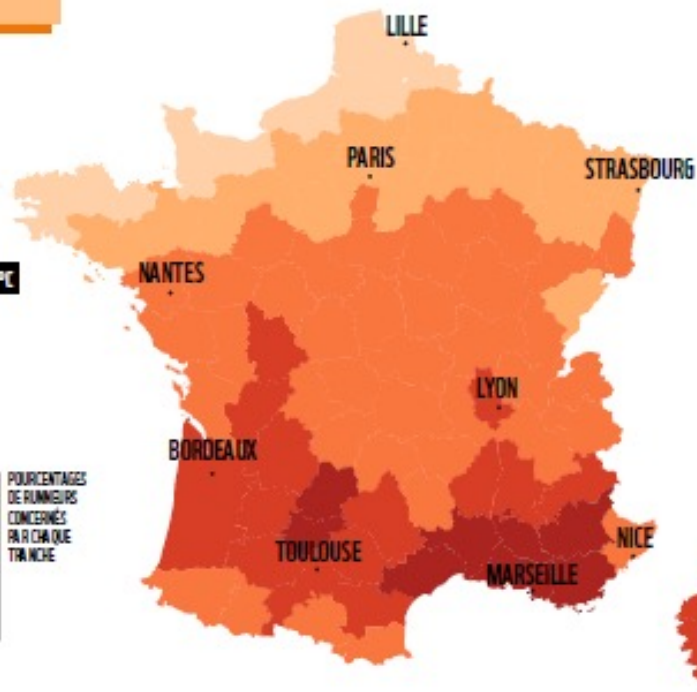 LILLE
PARIS
STRASBOURG
NANTES
LYON
BORDEAUX
POURCENTAGES
DE RUNNEURS
CONCERNÉS
PAR CHAQUE
TRANCHE
TOULOUSE
NICE
MARSEILLE